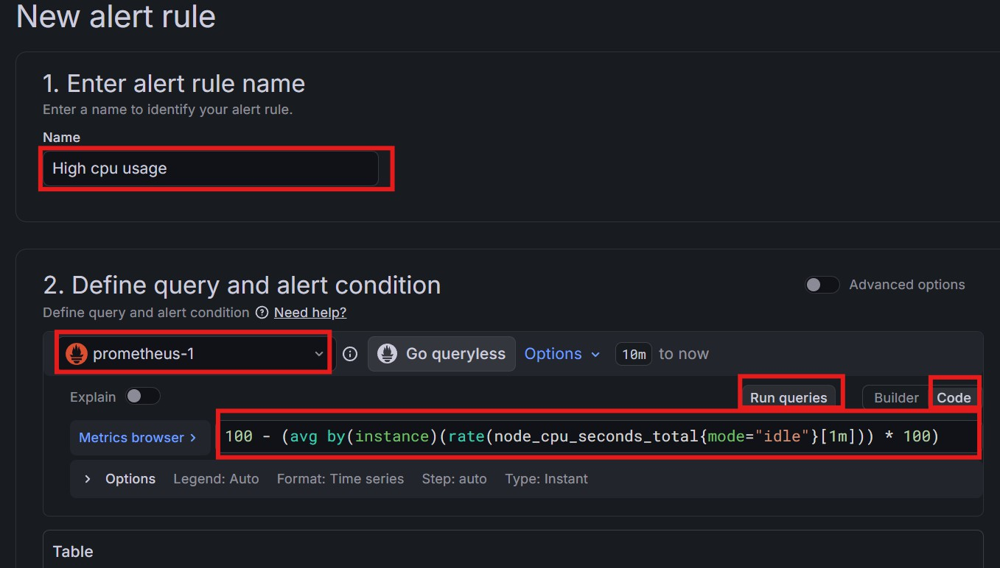 New alert rule
1. Enter alert rule name
Enter a name to identify your alert rule.
Name
High cpu usage
2. Define query and alert condition
Advanced options
Define query and alert condition Need help?
prometheus-1 Go queryless Options 10m to now
Explain Run queries Builder Code
Metrics browser > 100 - (avg by(instance)(rate(node_cpu_seconds_total{mode="idle"}[1m])) * 100)
> Options Legend: Auto Format: Time series Step: auto Type: Instant
Table